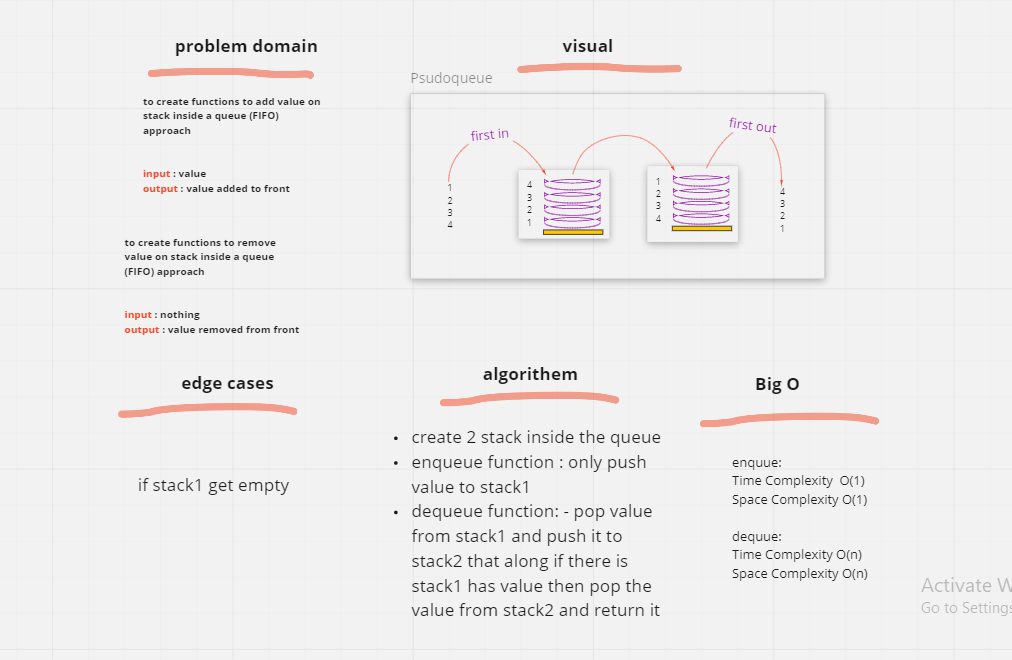 problem domain
to create functions to add value on
stack inside a queue (FIFO)
approach
input : value
output : value added to front
to create functions to remove
value on stack inside a queue
(FIFO) approach
input : nothing
output : value removed from front
visual
Psudoqueue
first in
first out
1
2
3
4
4
3
2
1
1
2
3
4
4
3
2
1
edge cases
if stack1 get empty
algorithem
• create 2 stack inside the queue
• enqueue function : only push
value to stack1
• dequeue function: - pop value
from stack1 and push it to
stack2 that along if there is
stack1 has value then pop the
value from stack2 and return it
Big O
enquue:
Time Complexity O(1)
Space Complexity O(1)
dequue:
Time Complexity O(n)
Space Complexity O(n)
Activate W
Go to Settings